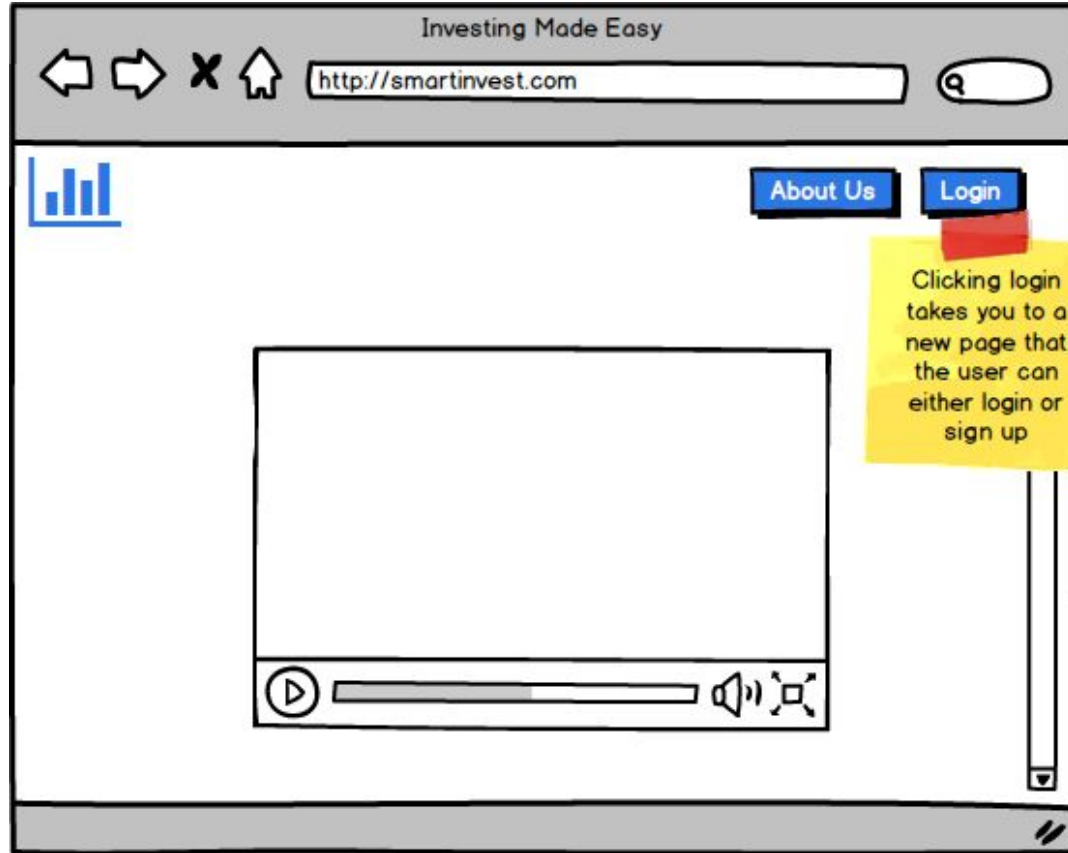 Investing Made Easy
http://smartinvest.com
About Us
Login
Clicking login
takes you to a
new page that
the user can
either login or
sign up